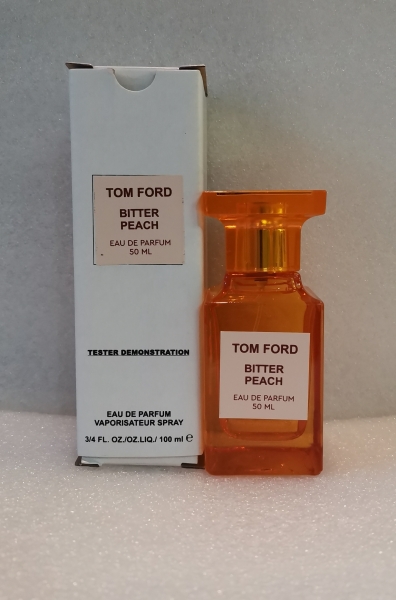 TOM FORD
BITTER
PEACH
EAU DE PARFUM
50 ML
TESTER DEMONSTRATION
EAU DE PARFUM
VAPORISATEUR SPRAY
3/4 FL. OZ./OZ.LIQ./ 100 ml ℮
TOM FORD
BITTER
PEACH
EAU DE PARFUM
50 ML